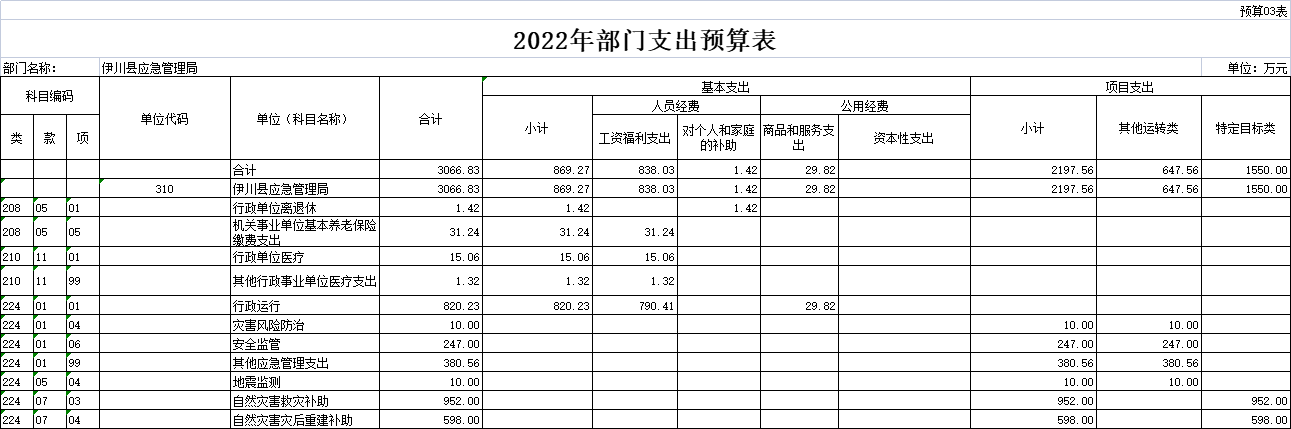 预算03表
2022年部门支出预算表
部门名称： 伊川县应急管理局 单位：万元
科目编码 单位代码 单位（科目名称） 合计 基本支出 项目支出
小计 人员经费 公用经费 小计 其他运转类 特定目标类
类 款 项 工资福利支出 对个人和家庭的补助 商品和服务支出 资本性支出
合计 3066.83 869.27 838.03 1.42 29.82 2197.56 647.56 1550.00
310 伊川县应急管理局 3066.83 869.27 838.03 1.42 29.82 2197.56 647.56 1550.00
208 05 01 行政单位离退休 1.42 1.42 1.42
208 05 05 机关事业单位基本养老保险缴费支出 31.24 31.24 31.24
210 11 01 行政单位医疗 15.06 15.06 15.06
210 11 99 其他行政事业单位医疗支出 1.32 1.32 1.32
224 01 01 行政运行 820.23 820.23 790.41 29.82
224 01 04 灾害风险防治 10.00 10.00 10.00
224 01 06 安全监管 247.00 247.00 247.00
224 01 99 其他应急管理支出 380.56 380.56 380.56
224 05 04 地震监测 10.00 10.00 10.00
224 07 03 自然灾害救灾补助 952.00 952.00 952.00
224 07 04 自然灾害灾后重建补助 598.00 598.00 598.00